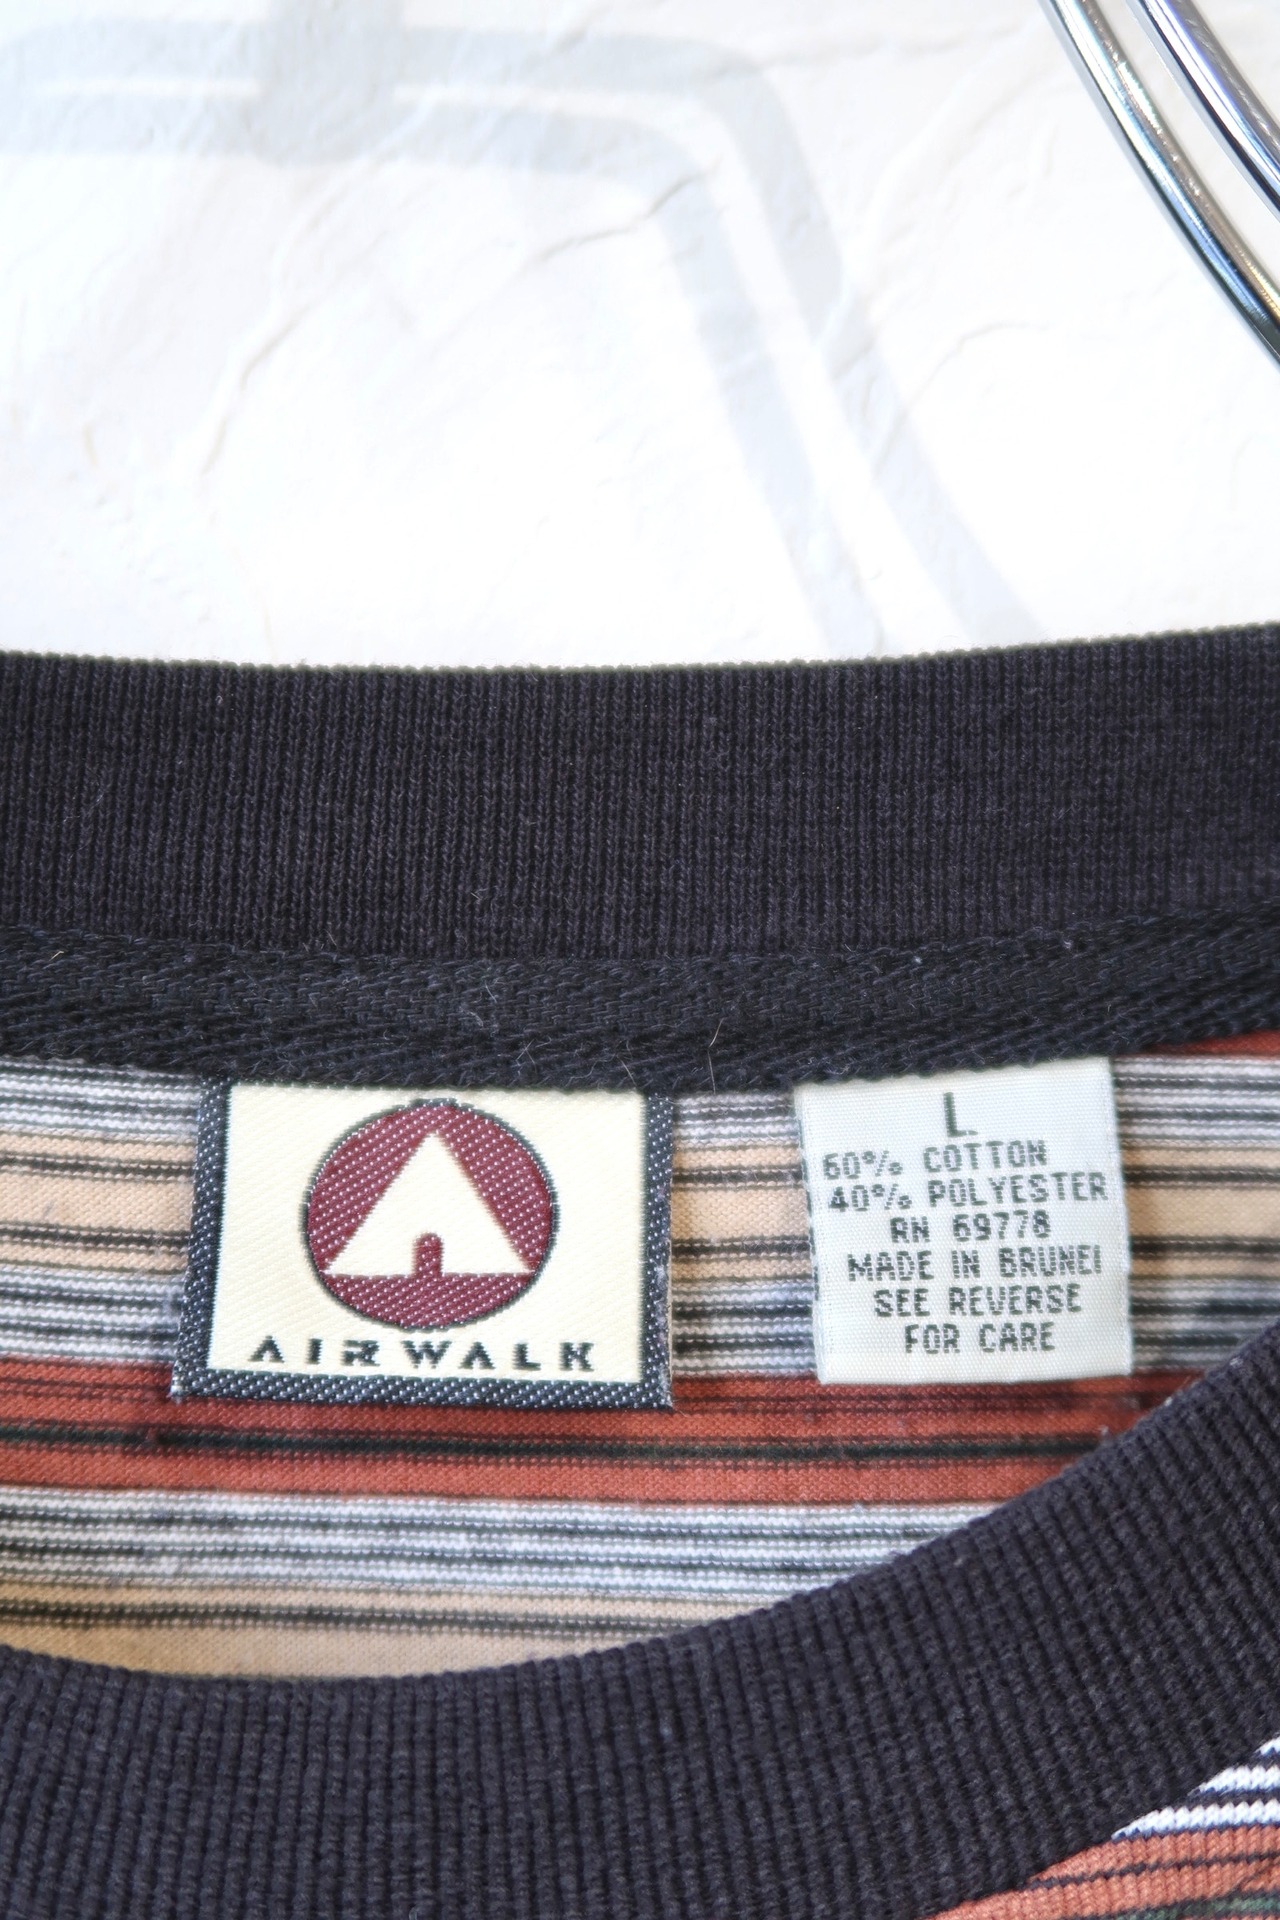 AIRWALK
L
60% COTTON
40% POLYESTER
RN 69778
MADE IN BRUNEI
SEE REVERSE
FOR CARE